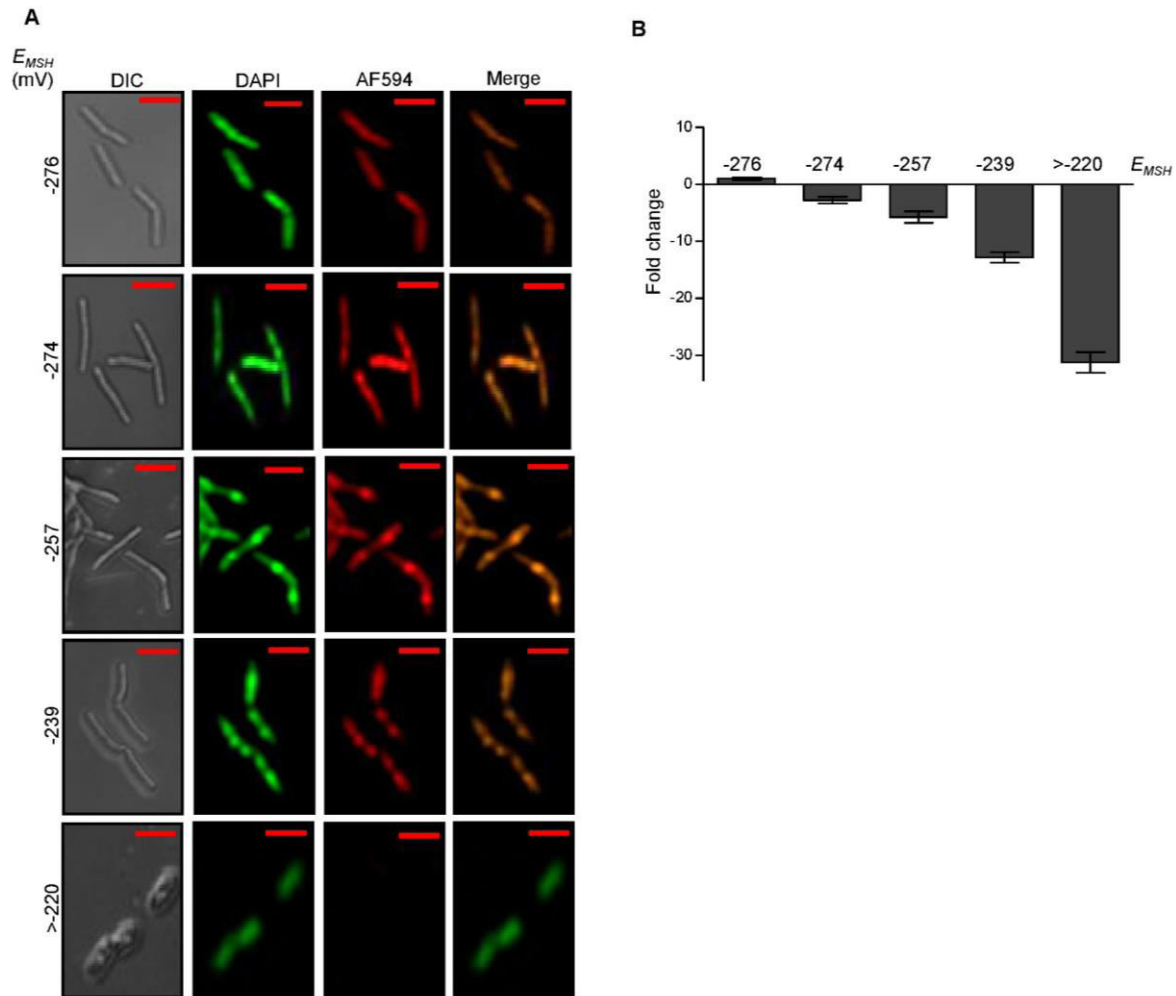 A
E_MSH
(mV)
DIC
DAPI
AF594
Merge
-276
-274
-257
-239
>-220
B
10
0
-10
-20
-30
Fold change
-276 -274 -257 -239 >-220 E_MSH